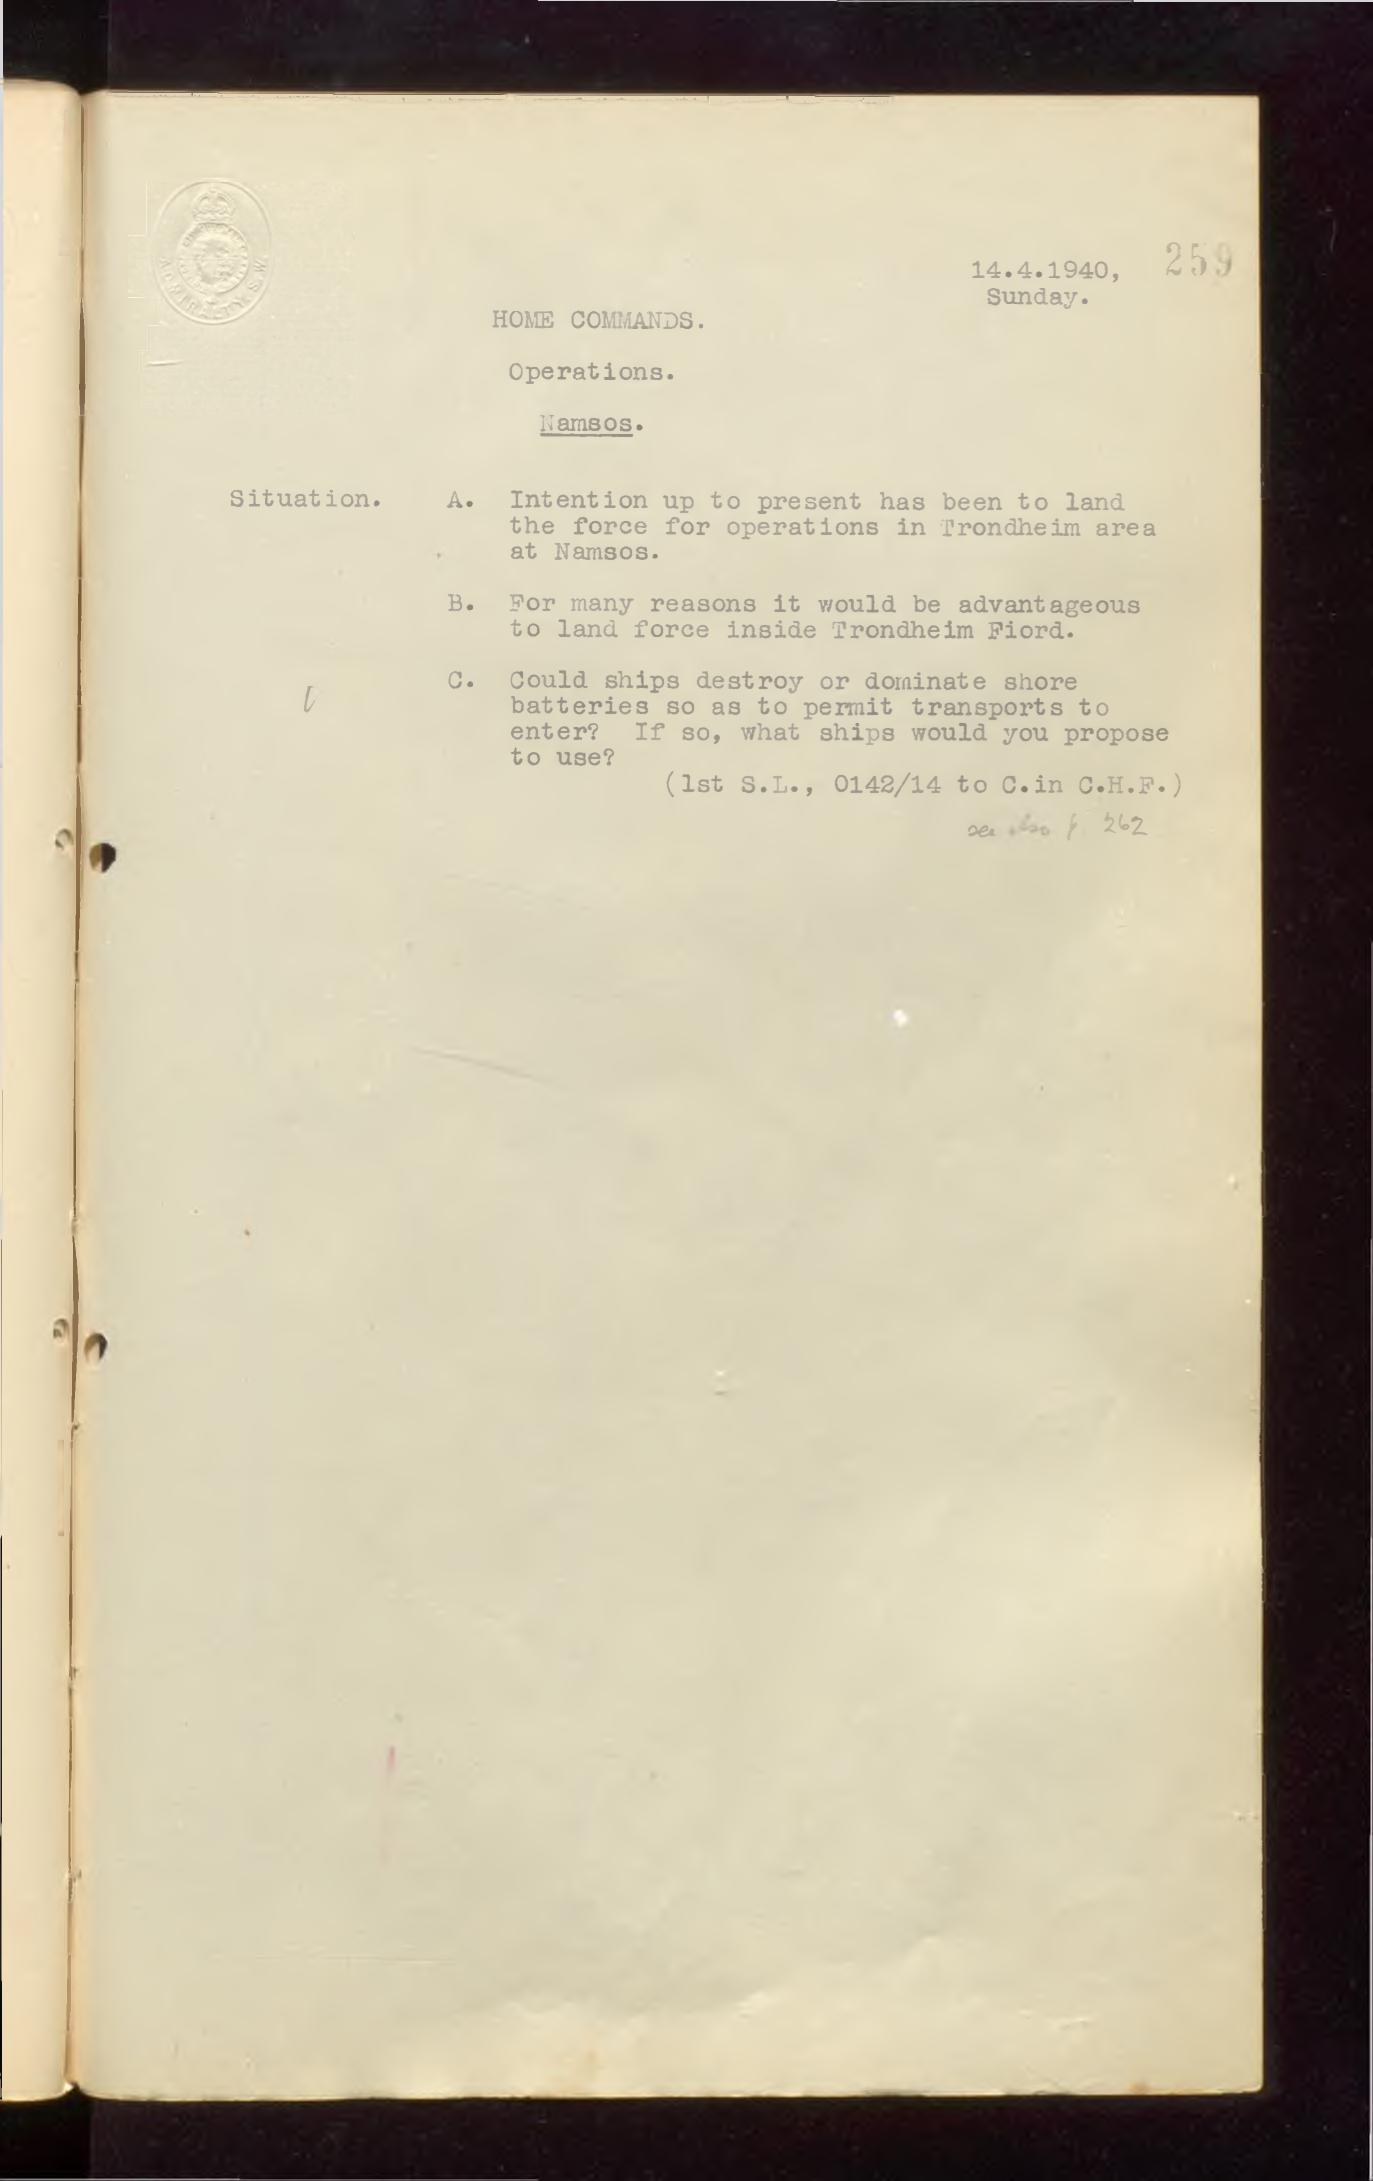 ADMIRALTY. S.W.
14.4.1940, 259
Sunday.
HOME COMMANDS.
Operations.
Namsos.
Situation. A. Intention up to present has been to land
the force for operations in Trondheim area
at Namsos.
B. For many reasons it would be advantageous
to land force inside Trondheim Fiord.
C. Could ships destroy or dominate shore
batteries so as to permit transports to
enter? If so, what ships would you propose
to use?
(1st S.L., 0142/14 to C.in C.H.F.)
see also p. 262